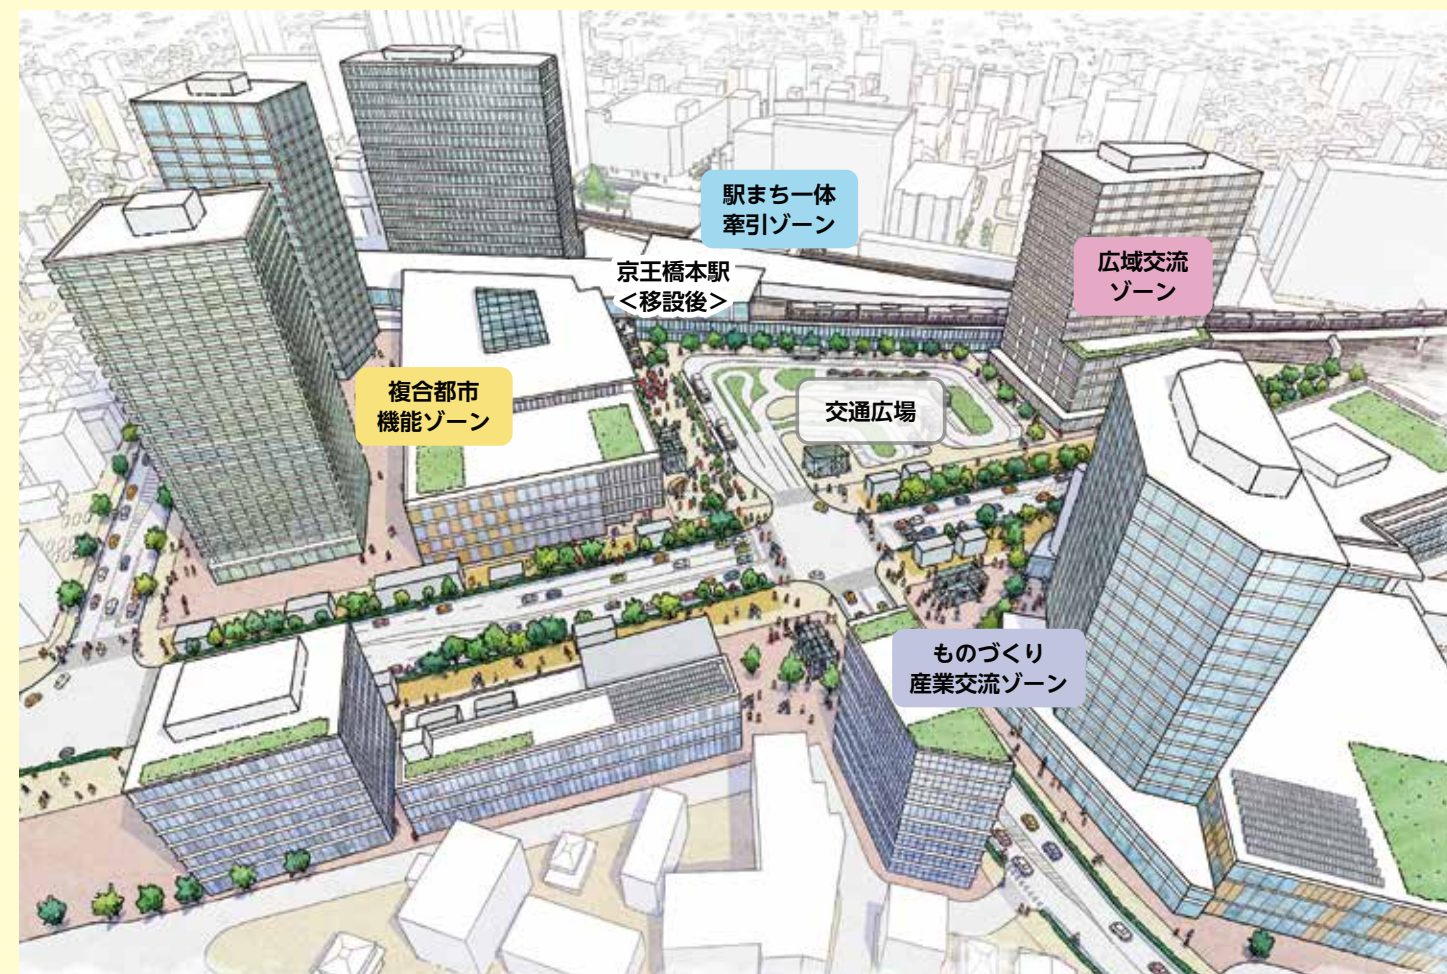 駅まち一体
牽引ゾーン
京王橋本駅
＜移設後＞
広域交流
ゾーン
複合都市
機能ゾーン
交通広場
ものづくり
産業交流ゾーン